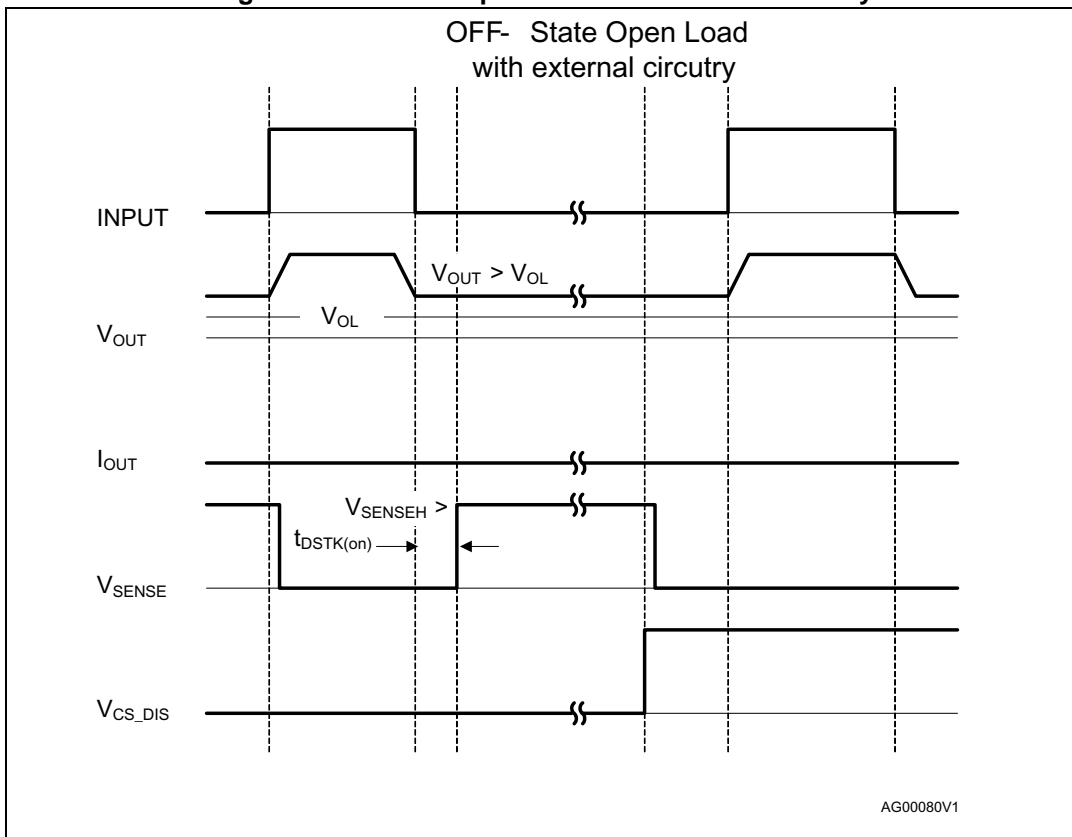 OFF- State Open Load
with external circutry
INPUT
V_OUT > V_OL
V_OL
V_OUT
I_OUT
V_SENSEH >
t_DSTK(on)
V_SENSE
V_CS_DIS
AG00080V1